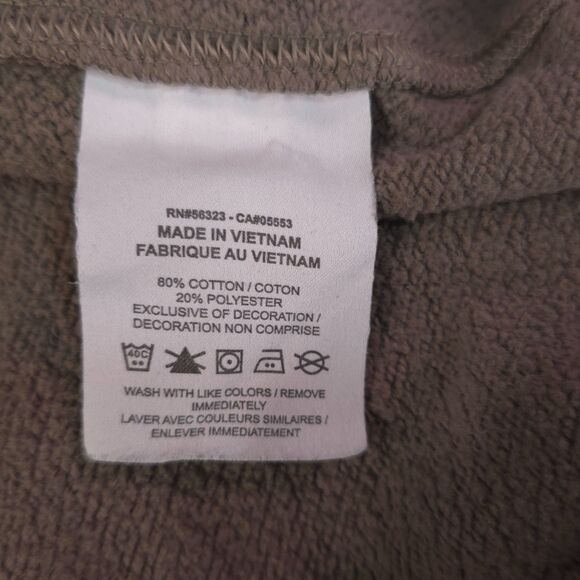 RN#56323 - CA#05553
MADE IN VIETNAM
FABRIQUE AU VIETNAM
80% COTTON / COTON
20% POLYESTER
EXCLUSIVE OF DECORATION /
DECORATION NON COMPRISE
40C
WASH WITH LIKE COLORS / REMOVE
IMMEDIATELY
LAVER AVEC COULEURS SIMILAIRES /
ENLEVER IMMEDIATEMENT